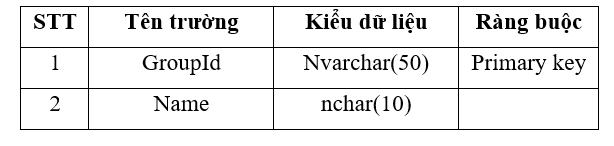 STT Tên trường Kiểu dữ liệu Ràng buộc
1 GroupId Nvarchar(50) Primary key
2 Name nchar(10)